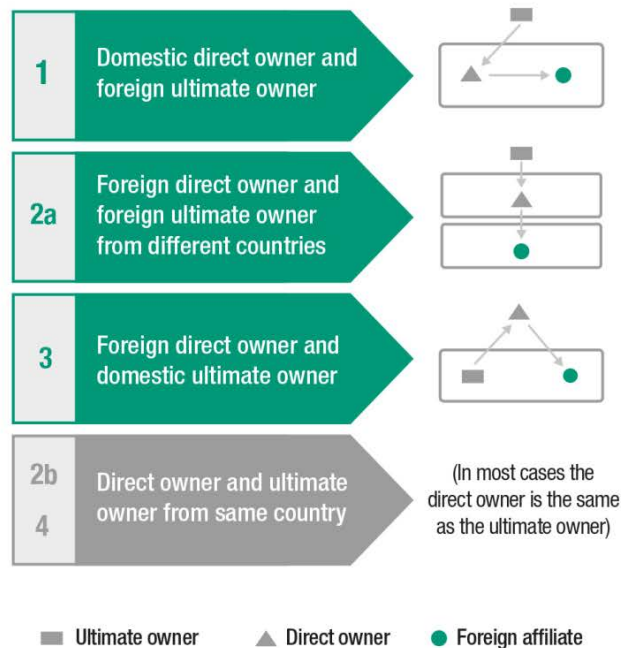 1
Domestic direct owner and
foreign ultimate owner
2a
Foreign direct owner and
foreign ultimate owner
from different countries
3
Foreign direct owner and
domestic ultimate owner
2b
4
Direct owner and ultimate
owner from same country
(In most cases the
direct owner is the same
as the ultimate owner)
Ultimate owner
Direct owner
Foreign affiliate